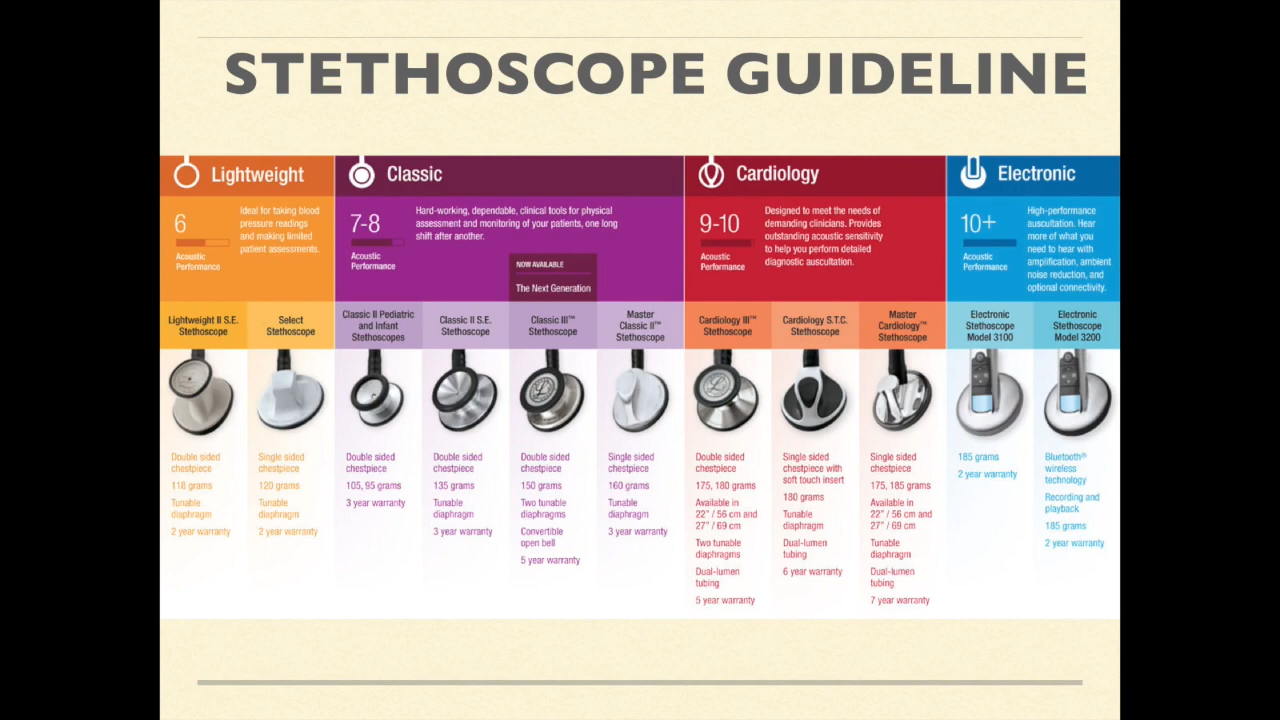 STETHOSCOPE GUIDELINE
Lightweight
6
Acoustic
Performance
Ideal for taking blood
pressure readings
and making limited
patient assessments.
Classic
7-8
Acoustic
Performance
Hard-working, dependable, clinical tools for physical
assessment and monitoring of your patients, one long
shift after another.
NOW AVAILABLE
The Next Generation
Cardiology
9-10
Acoustic
Performance
Designed to meet the needs of
demanding clinicians. Provides
outstanding acoustic sensitivity
to help you perform detailed
diagnostic auscultation.
Electronic
10+
Acoustic
Performance
High-performance
auscultation. Hear
more of what you
need to hear with
amplification, ambient
noise reduction, and
optional connectivity.
Lightweight II S.E.
Stethoscope
Double sided
chestpiece
118 grams
Tunable
diaphragm
2 year warranty
Select
Stethoscope
Single sided
chestpiece
120 grams
Tunable
diaphragm
2 year warranty
Classic II Pediatric
and Infant
Stethoscopes
Double sided
chestpiece
105, 95 grams
3 year warranty
Classic II S.E.
Stethoscope
Double sided
chestpiece
135 grams
Tunable
diaphragm
3 year warranty
Classic III™
Stethoscope
Double sided
chestpiece
150 grams
Two tunable
diaphragms
Convertible
open bell
5 year warranty
Master
Classic II™
Stethoscope
Single sided
chestpiece
160 grams
Tunable
diaphragm
3 year warranty
Cardiology III™
Stethoscope
Double sided
chestpiece
175, 180 grams
Available in
22" / 56 cm and
27" / 69 cm
Two tunable
diaphragms
Dual-lumen
tubing
5 year warranty
Cardiology S.T.C.
Stethoscope
Single sided
chestpiece with
soft touch insert
180 grams
Tunable
diaphragm
Dual-lumen
tubing
6 year warranty
Master
Cardiology™
Stethoscope
Single sided
chestpiece
175, 185 grams
Available in
22" / 56 cm and
27" / 69 cm
Tunable
diaphragm
Dual-lumen
tubing
7 year warranty
Electronic
Stethoscope
Model 3100
185 grams
2 year warranty
Electronic
Stethoscope
Model 3200
Bluetooth®
wireless
technology
Recording and
playback
185 grams
2 year warranty